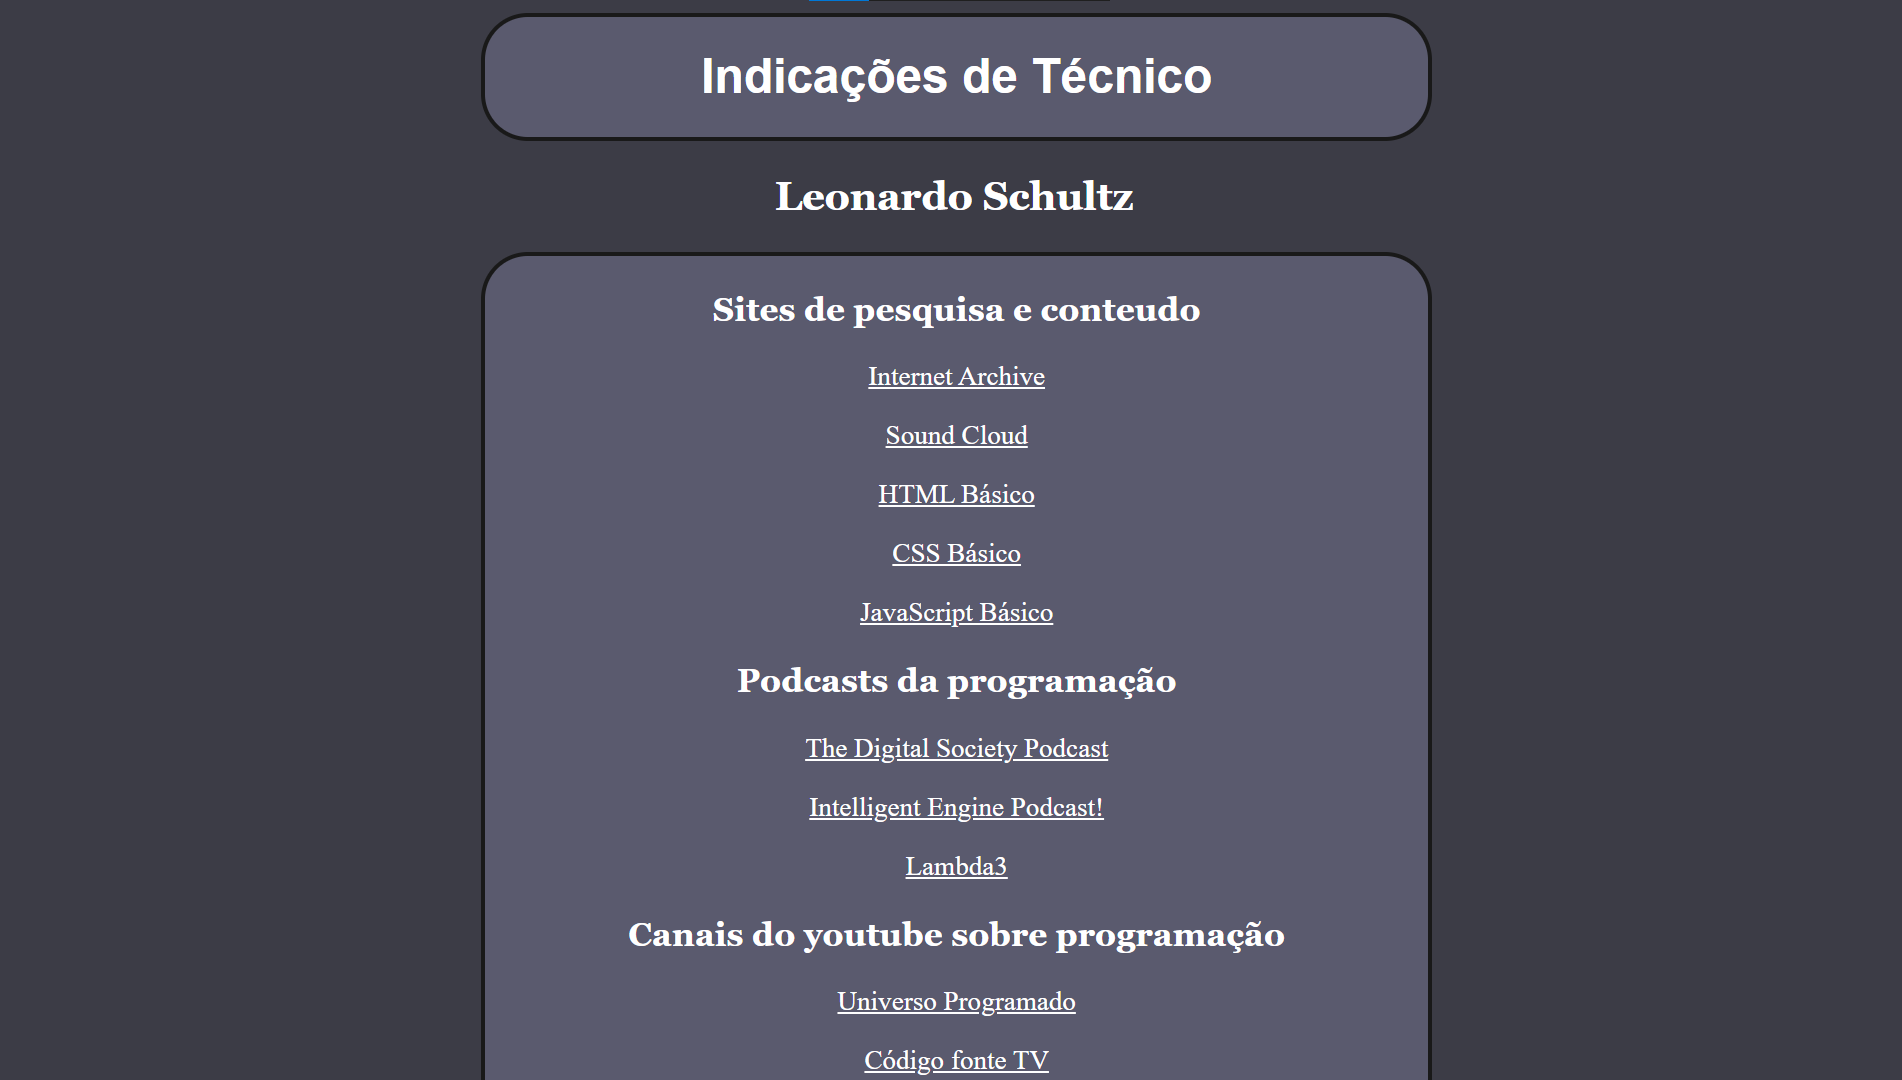 Indicações de Técnico
Leonardo Schultz
Sites de pesquisa e conteudo
Internet Archive
Sound Cloud
HTML Básico
CSS Básico
JavaScript Básico
Podcasts da programação
The Digital Society Podcast
Intelligent Engine Podcast!
Lambda3
Canais do youtube sobre programação
Universo Programado
Código fonte TV